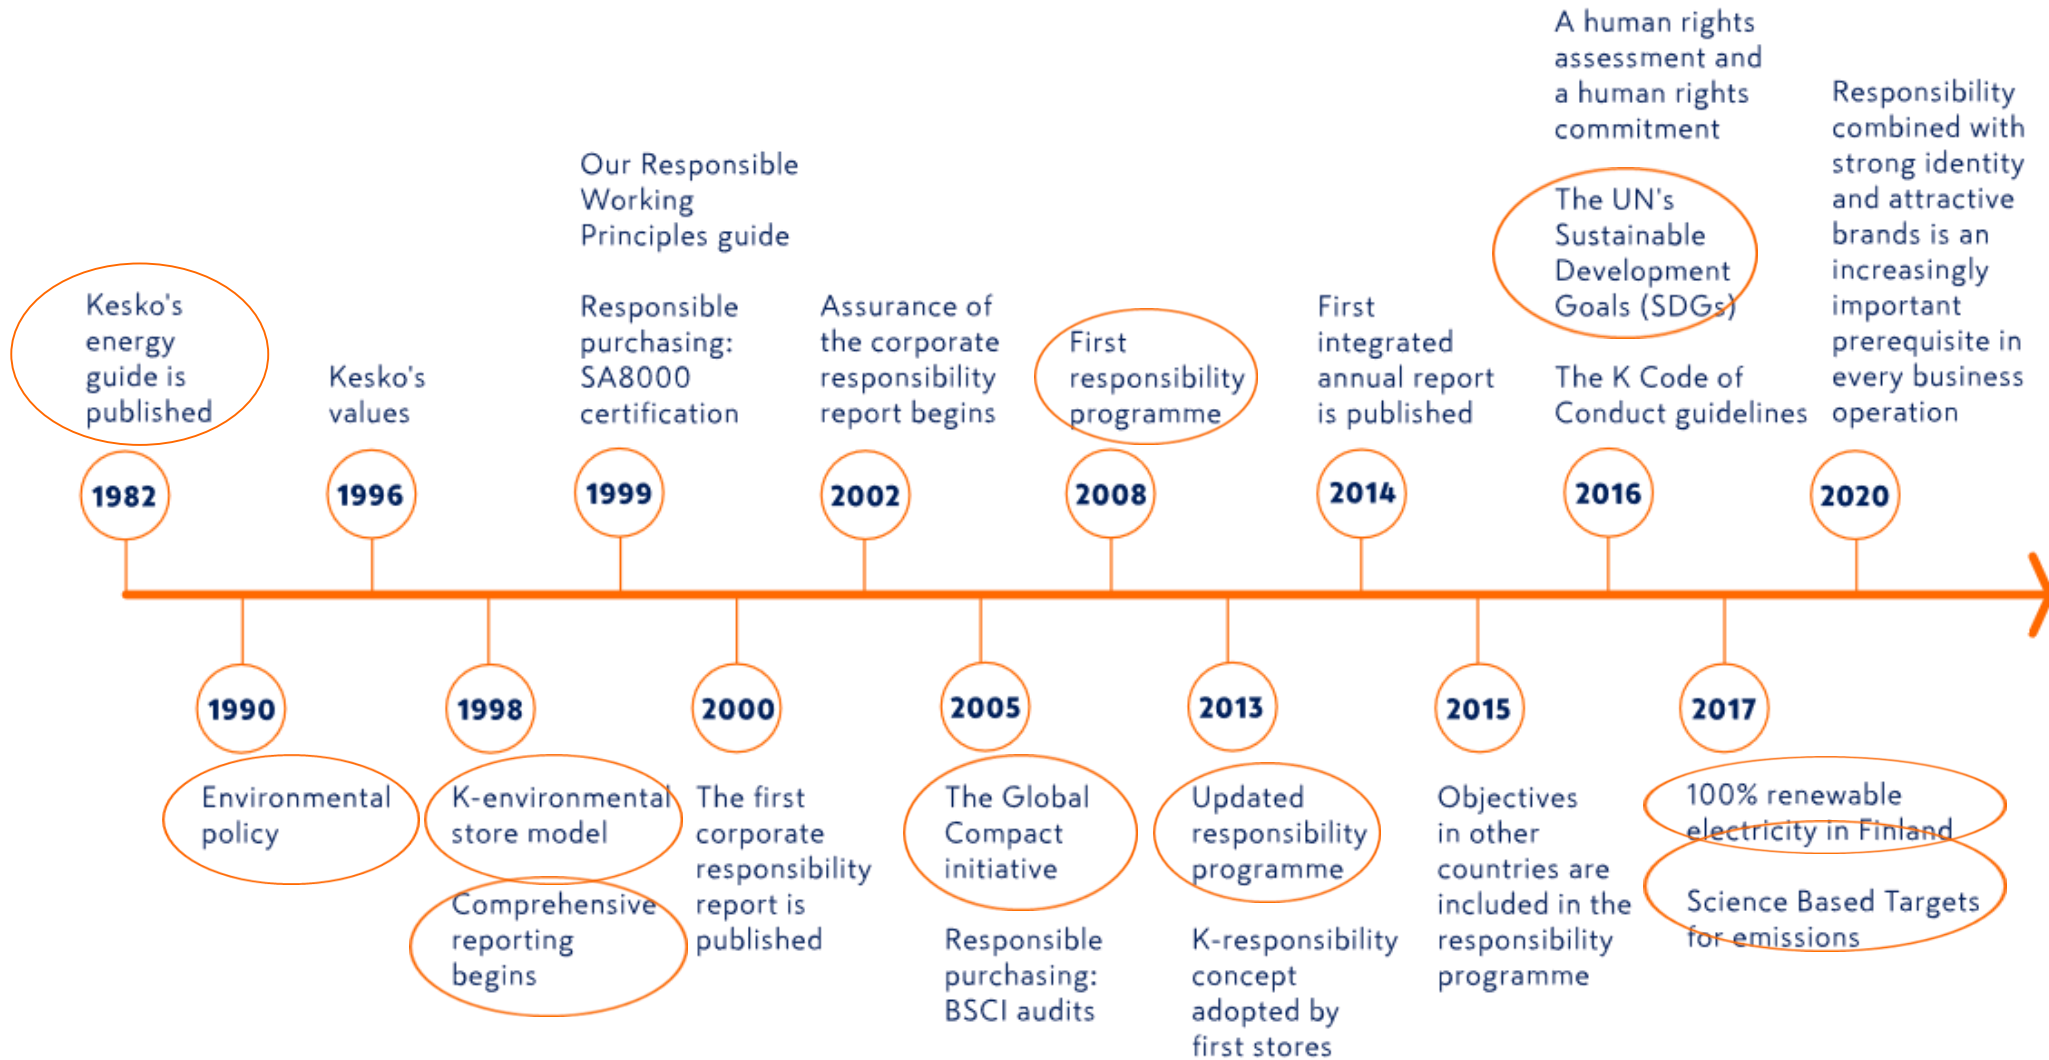 Kesko's
energy
guide is
published
1982
Kesko's
values
1996
Our Responsible
Working
Principles guide
Responsible
purchasing:
SA8000
certification
1999
Assurance of
the corporate
responsibility
report begins
2002
First
responsibility
programme
2008
First
integrated
annual report
is published
2014
A human rights
assessment and
a human rights
commitment
The UN's
Sustainable
Development
Goals (SDGs)
The K Code of
Conduct guidelines
2016
Responsibility
combined with
strong identity
and attractive
brands is an
increasingly
important
prerequisite in
every business
operation
2020
1990
Environmental
policy
1998
K-environmental
store model
Comprehensive
reporting
begins
2000
The first
corporate
responsibility
report is
published
2005
The Global
Compact
initiative
Responsible
purchasing:
BSCI audits
2013
Updated
responsibility
programme
K-responsibility
concept
adopted by
first stores
2015
Objectives
in other
countries are
included in the
responsibility
programme
2017
100% renewable
electricity in Finland
Science Based Targets
for emissions